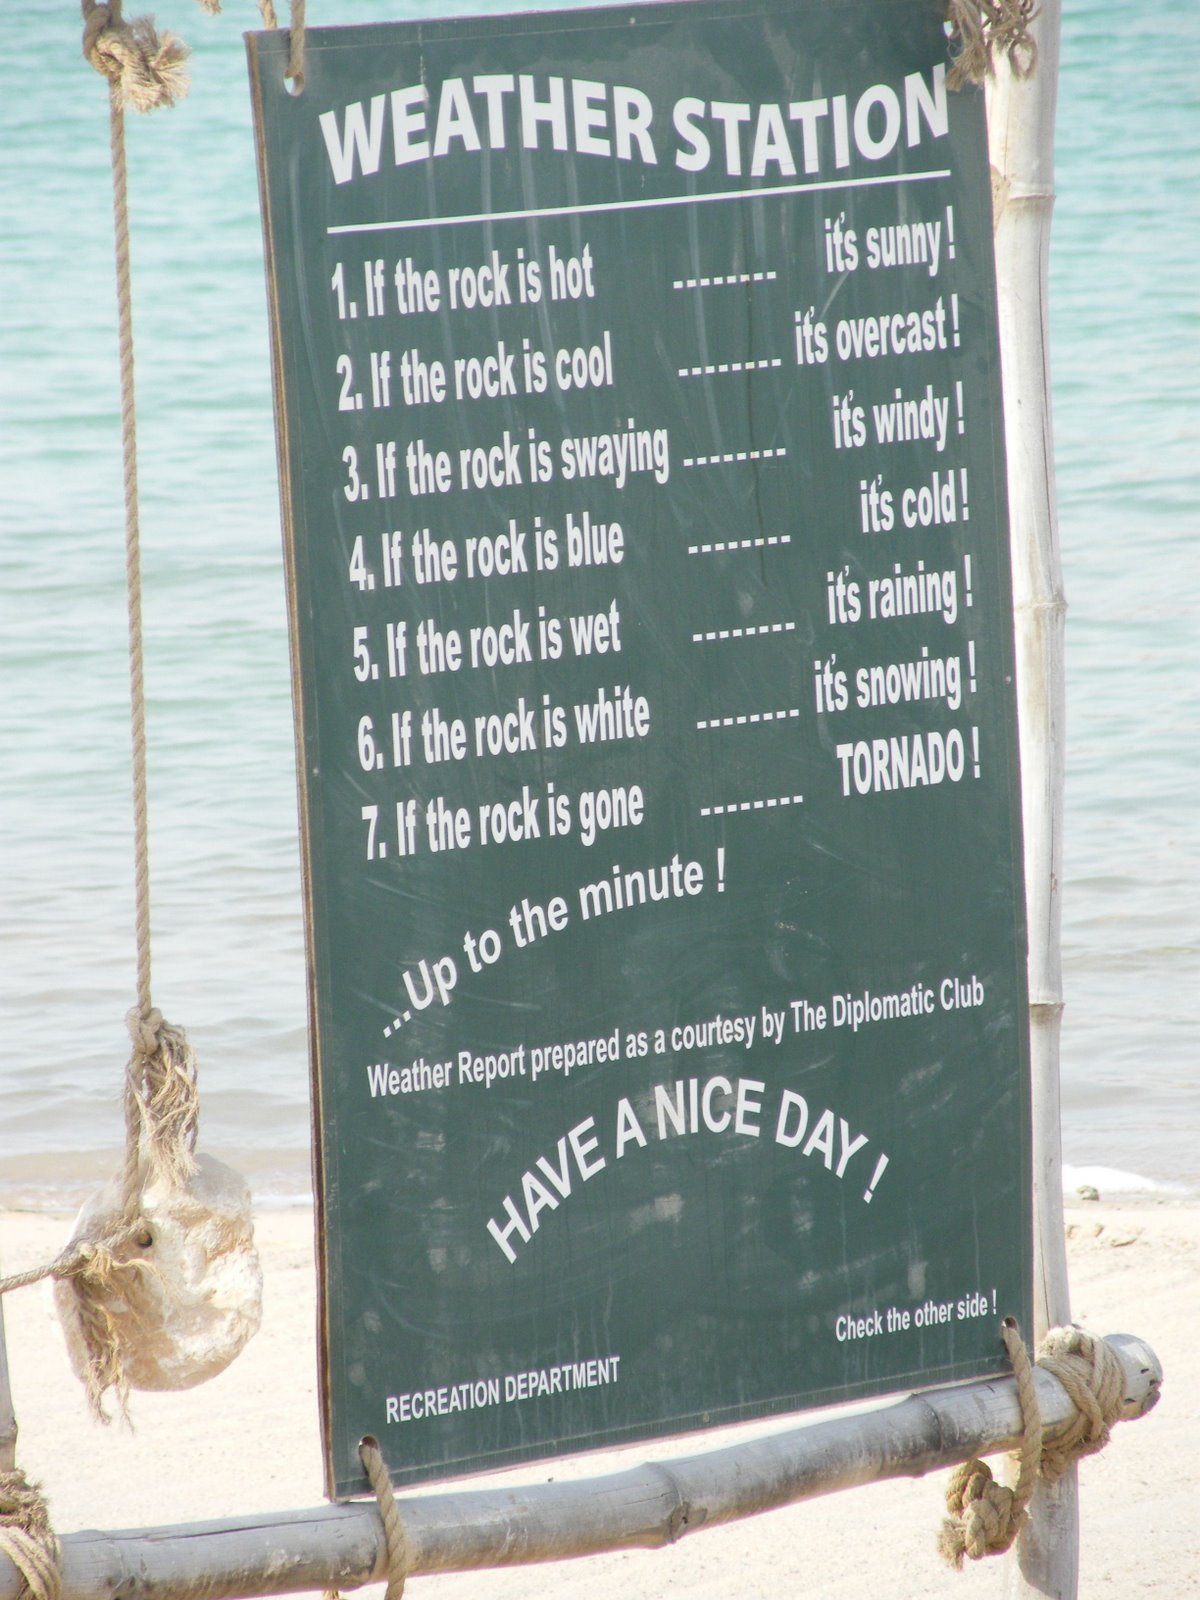 WEATHER STATION
1. If the rock is hot -------- it's sunny !
2. If the rock is cool -------- it's overcast !
3. If the rock is swaying -------- it's windy !
4. If the rock is blue -------- it's cold !
5. If the rock is wet -------- it's raining !
6. If the rock is white -------- it's snowing !
7. If the rock is gone -------- TORNADO !
...Up to the minute !
Weather Report prepared as a courtesy by The Diplomatic Club
HAVE A NICE DAY !
Check the other side !
RECREATION DEPARTMENT